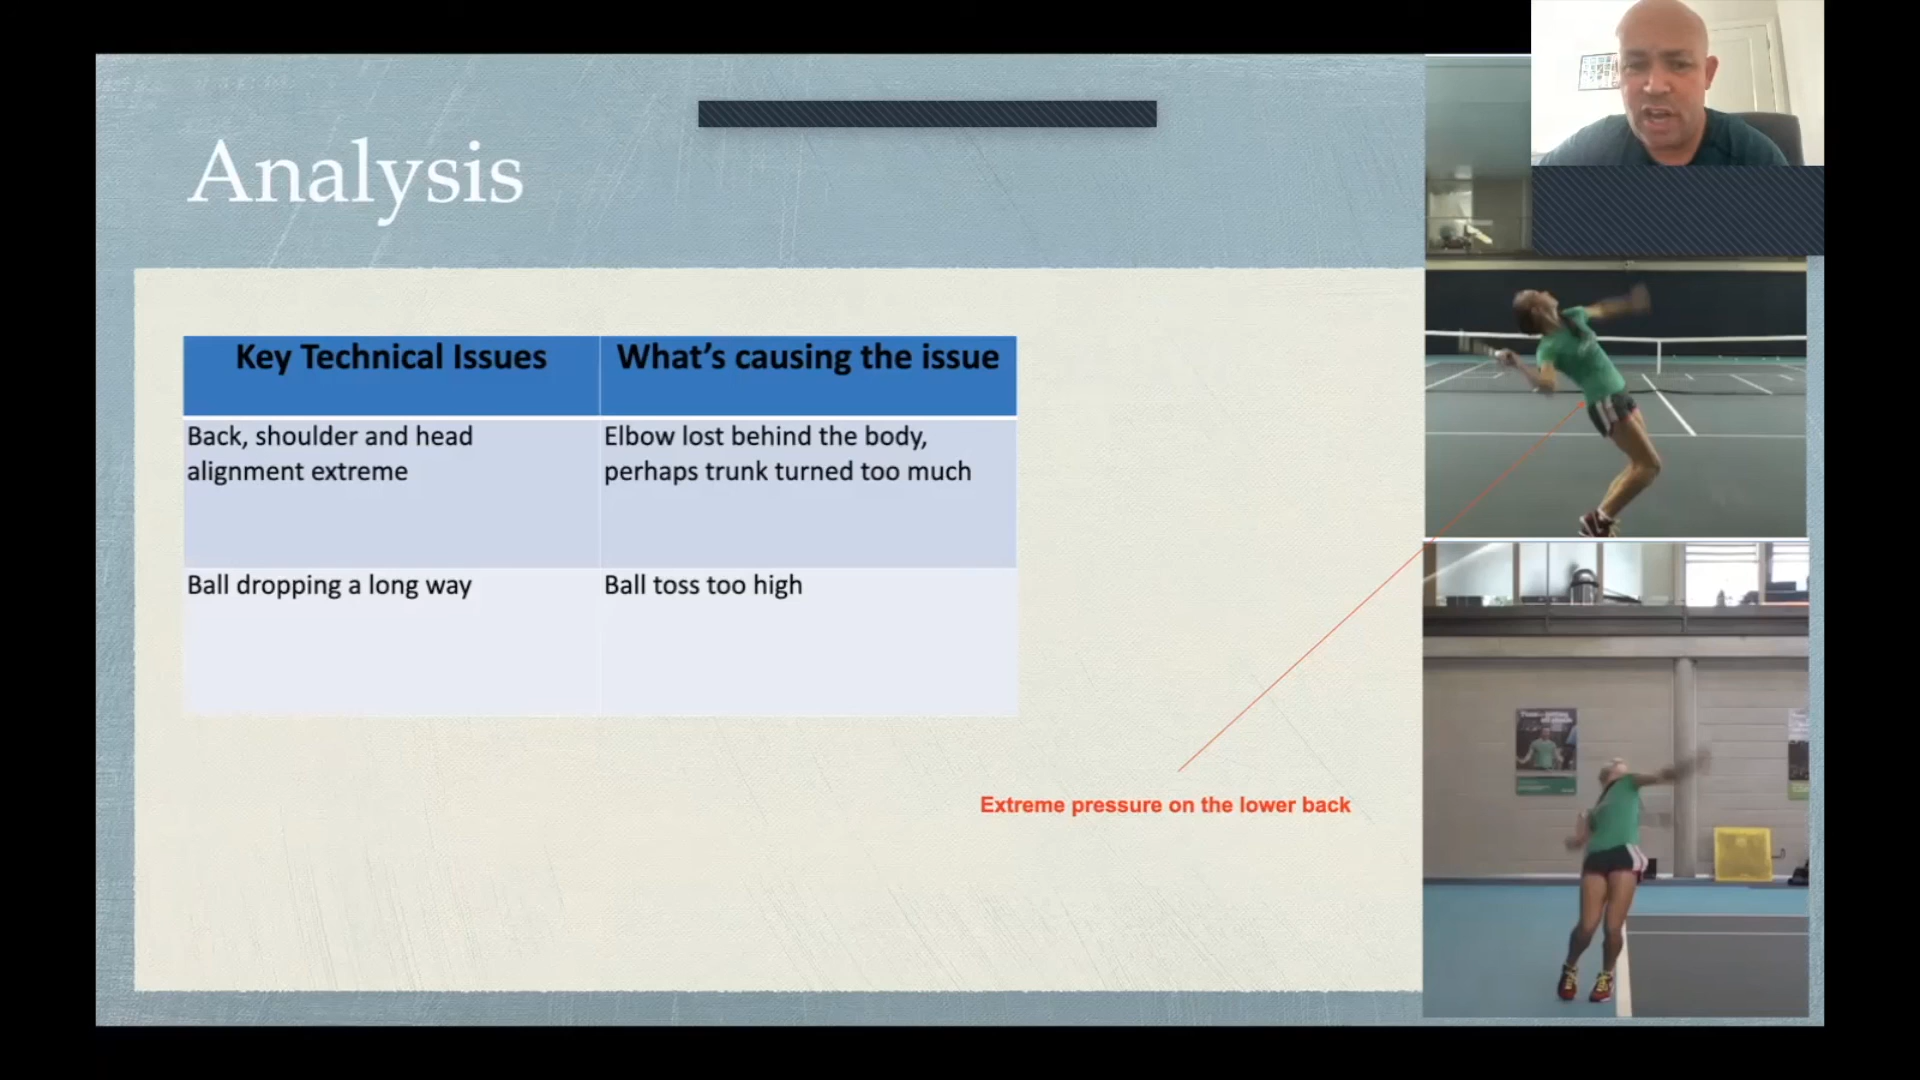 Analysis
Key Technical Issues
What’s causing the issue
Back, shoulder and head
alignment extreme
Elbow lost behind the body,
perhaps trunk turned too much
Ball dropping a long way
Ball toss too high
Extreme pressure on the lower back